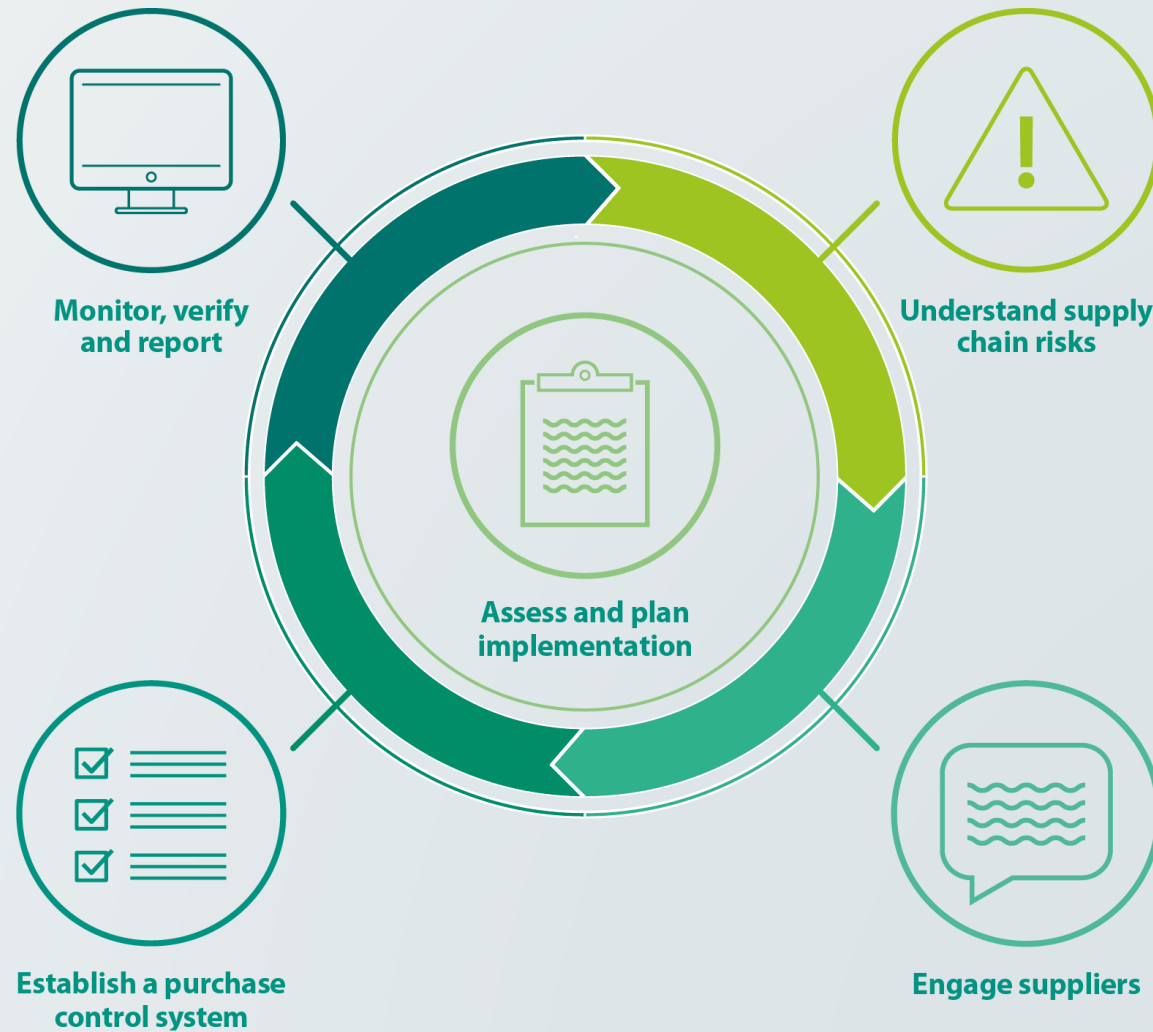 Monitor, verify
and report
Understand supply
chain risks
Assess and plan
implementation
Establish a purchase
control system
Engage suppliers